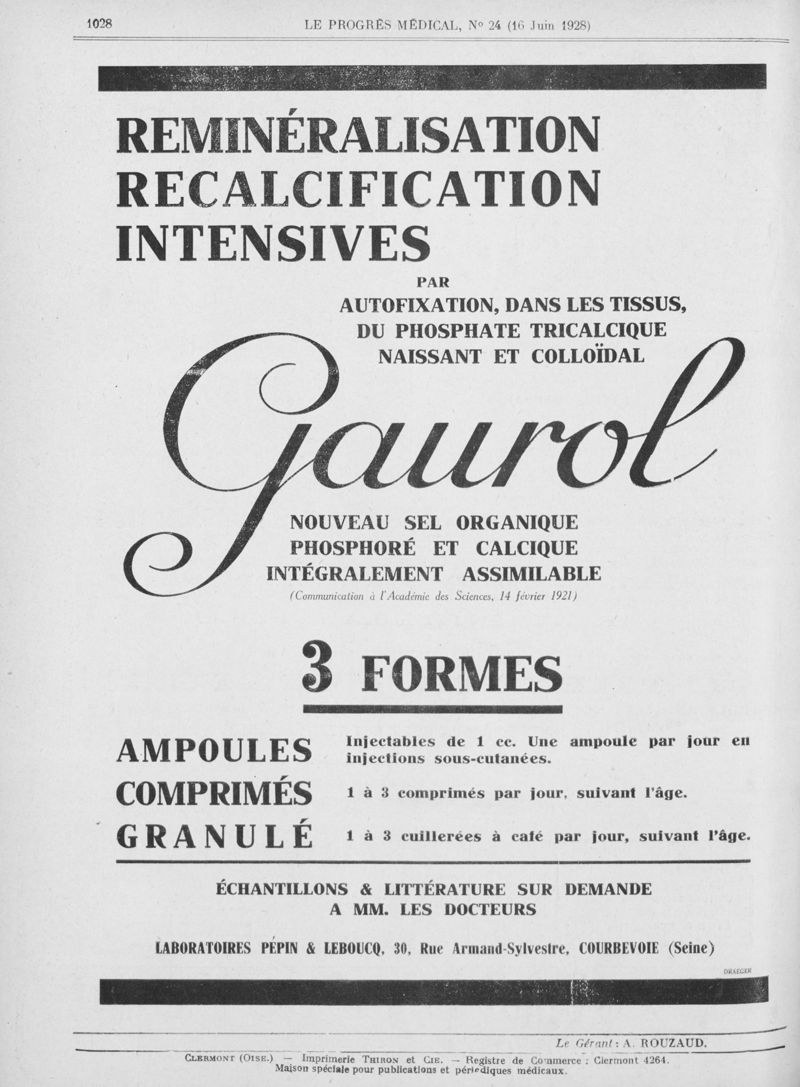 1028
LE PROGRÈS MÉDICAL, No 24 (16 Juin 1928)
REMINÉRALISATION
RECALCIFICATION
INTENSIVES
PAR
AUTOFIXATION, DANS LES TISSUS,
DU PHOSPHATE TRICALCIQUE
NAISSANT ET COLLOÏDAL
Gaurol
NOUVEAU SEL ORGANIQUE
PHOSPHORÉ ET CALCIQUE
INTÉGRALEMENT ASSIMILABLE
(Communication à l'Académie des Sciences, 14 février 1921)
3 FORMES
AMPOULES
Injectables de 1 cc. Une ampoule par jour en
injections sous-cutanées.
COMPRIMÉS
1 à 3 comprimés par jour, suivant l'âge.
GRANULÉ
1 à 3 cuillerées à café par jour, suivant l'âge.
ÉCHANTILLONS & LITTÉRATURE SUR DEMANDE
A MM. LES DOCTEURS
LABORATOIRES PÉPIN & LEBOUCQ, 30, Rue Armand-Sylvestre, COURBEVOIE (Seine)
DRAEGER
Le Gérant : A. ROUZAUD.
CLERMONT (OISE.) — Imprimerie THIRON et CIE. — Registre de Commerce : Clermont 4264.
Maison spéciale pour publications et périodiques médicaux.